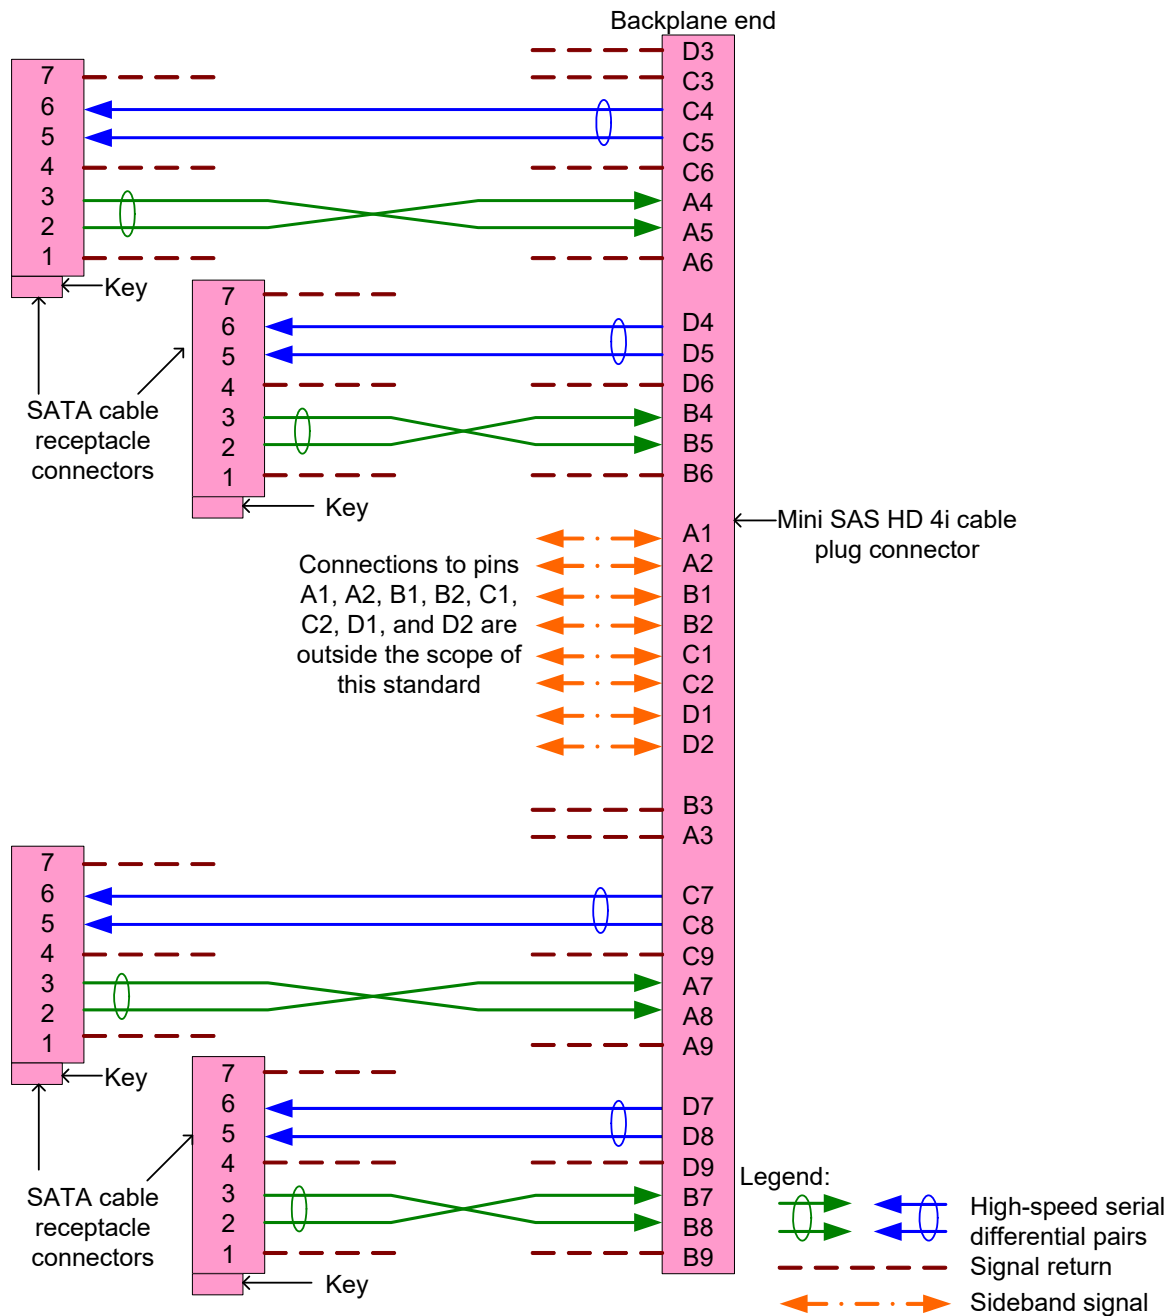 Backplane end
D3
C3
C4
C5
C6
A4
A5
A6
D4
D5
D6
B4
B5
B6
A1
A2
B1
B2
C1
C2
D1
D2
B3
A3
C7
C8
C9
A7
A8
A9
D7
D8
D9
B7
B8
B9
7
6
5
4
3
2
1
Key
7
6
5
4
3
2
1
Key
SATA cable
receptacle
connectors
Mini SAS HD 4i cable
plug connector
Connections to pins
A1, A2, B1, B2, C1,
C2, D1, and D2 are
outside the scope of
this standard
7
6
5
4
3
2
1
Key
7
6
5
4
3
2
1
Key
SATA cable
receptacle
connectors
Legend:
High-speed serial
differential pairs
Signal return
Sideband signal